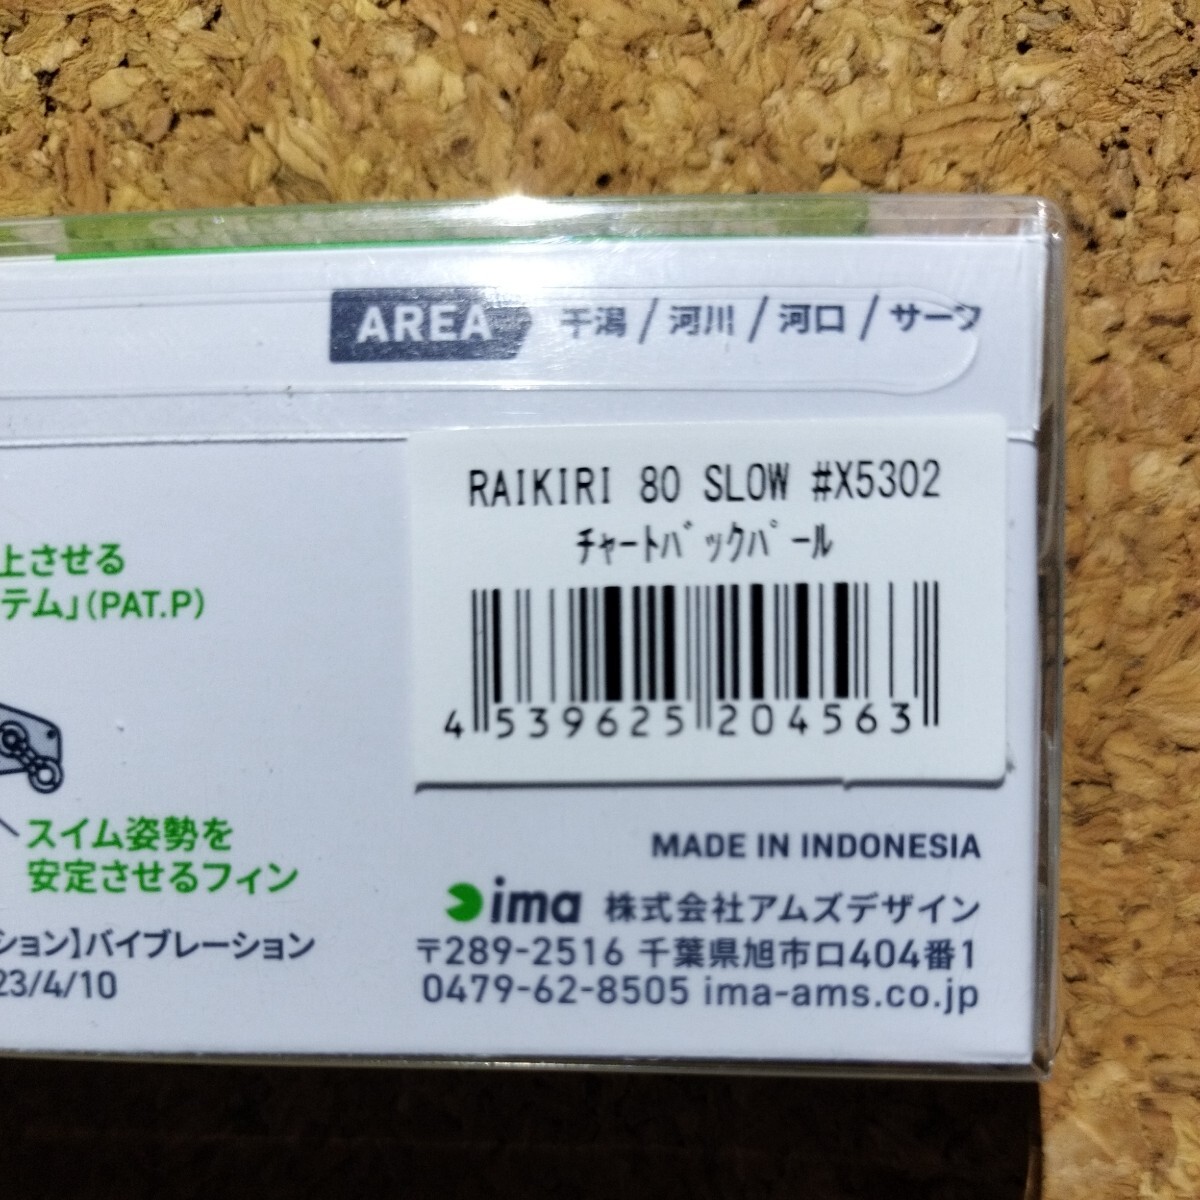 AREA 干潟 / 河川 / 河口 / サーフ
RAIKIRI 80 SLOW #X5302
ﾁｬｰﾄﾊﾞｯｸﾊﾟｰﾙ
4 539625 204563
上させる
テム」(PAT.P)
スイム姿勢を
安定させるフィン
ション】バイブレーション
23/4/10
MADE IN INDONESIA
ima 株式会社アムズデザイン
〒289-2516 千葉県旭市ロ404番1
0479-62-8505 ima-ams.co.jp